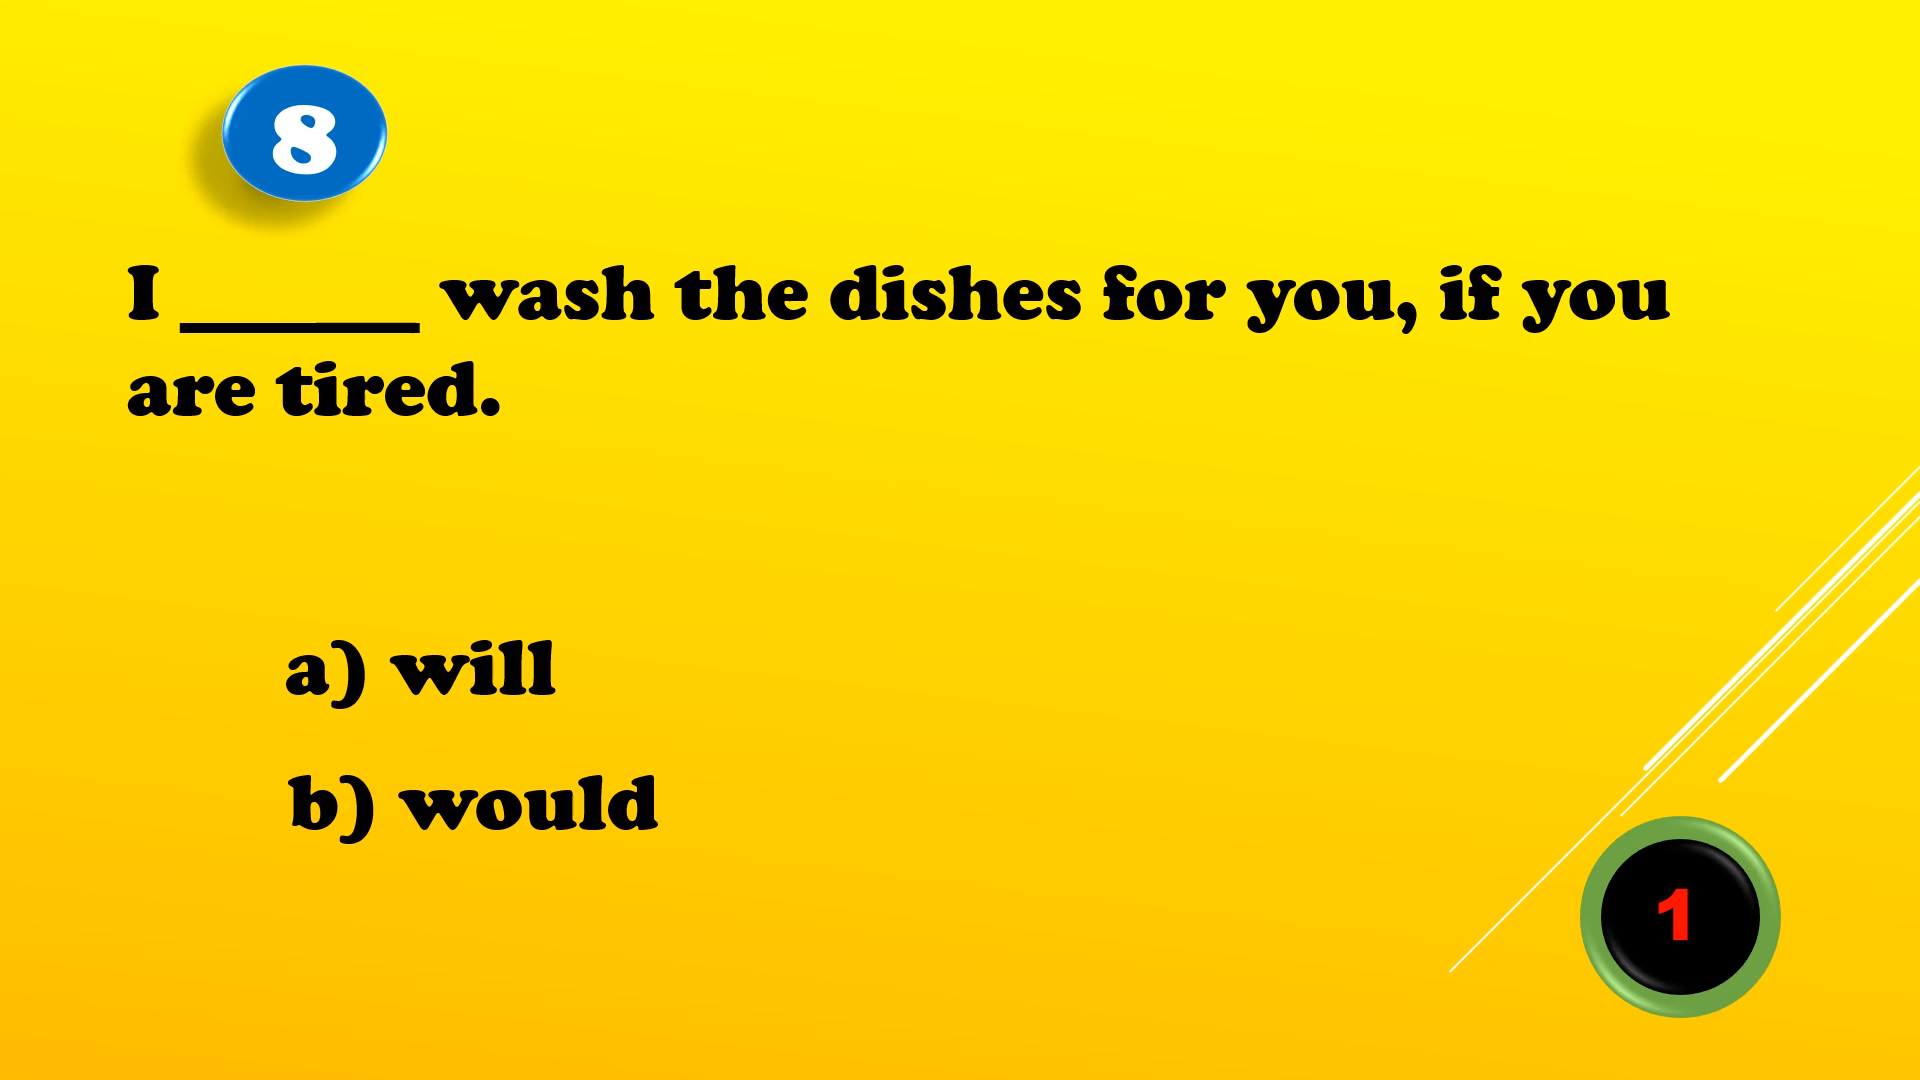 8
I ______ wash the dishes for you, if you
are tired.
a) will
b) would
1